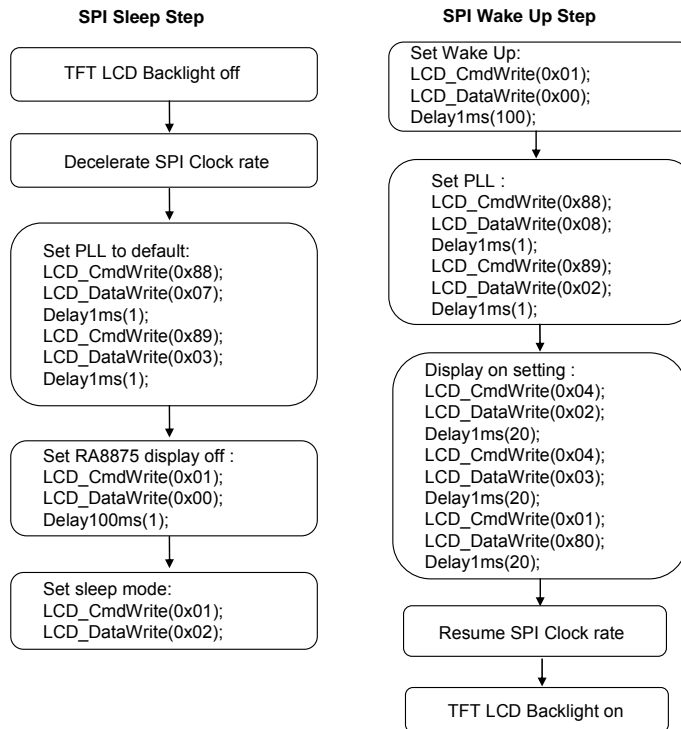 SPI Sleep Step
TFT LCD Backlight off
Decelerate SPI Clock rate
Set PLL to default:
LCD_CmdWrite(0x88);
LCD_DataWrite(0x07);
Delay1ms(1);
LCD_CmdWrite(0x89);
LCD_DataWrite(0x03);
Delay1ms(1);
Set RA8875 display off :
LCD_CmdWrite(0x01);
LCD_DataWrite(0x00);
Delay100ms(1);
Set sleep mode:
LCD_CmdWrite(0x01);
LCD_DataWrite(0x02);
SPI Wake Up Step
Set Wake Up:
LCD_CmdWrite(0x01);
LCD_DataWrite(0x00);
Delay1ms(100);
Set PLL :
LCD_CmdWrite(0x88);
LCD_DataWrite(0x08);
Delay1ms(1);
LCD_CmdWrite(0x89);
LCD_DataWrite(0x02);
Delay1ms(1);
Display on setting :
LCD_CmdWrite(0x04);
LCD_DataWrite(0x02);
Delay1ms(20);
LCD_CmdWrite(0x04);
LCD_DataWrite(0x03);
Delay1ms(20);
LCD_CmdWrite(0x01);
LCD_DataWrite(0x80);
Delay1ms(20);
Resume SPI Clock rate
TFT LCD Backlight on